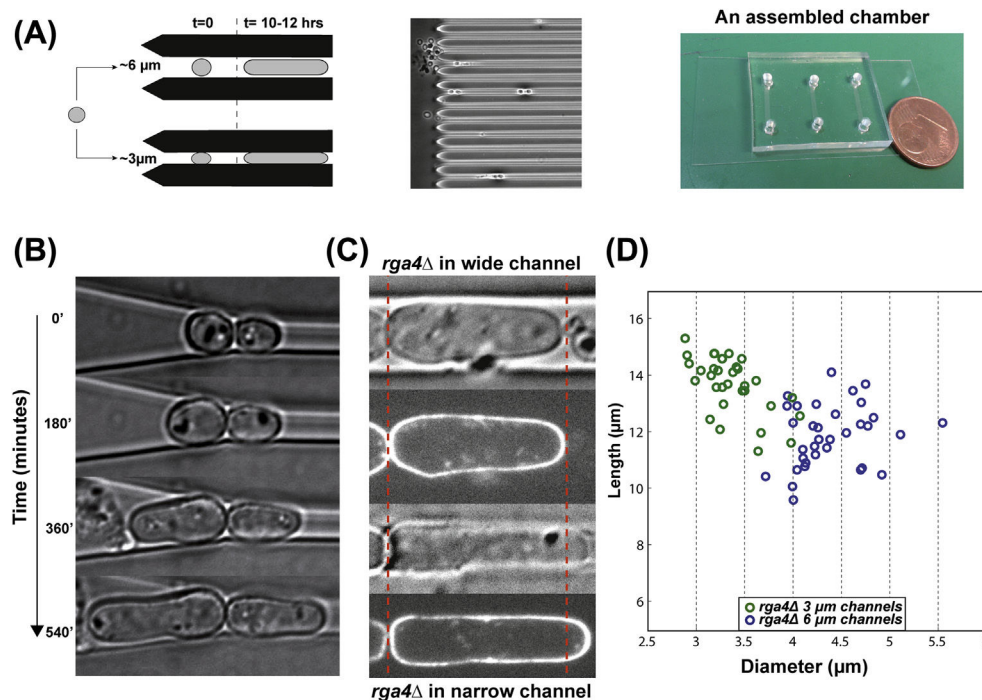 (A)
t=0
t= 10-12 hrs
~6 µm
~3µm
An assembled chamber
1
(B)
Time (minutes)
0'
180'
360'
540'
(C)
rga4Δ in wide channel
rga4Δ in narrow channel
(D)
Length (µm)
16
14
12
10
8
6
rga4Δ 3 µm channels
rga4Δ 6 µm channels
2.5
3
3.5
4
4.5
5
5.5
6
Diameter (µm)